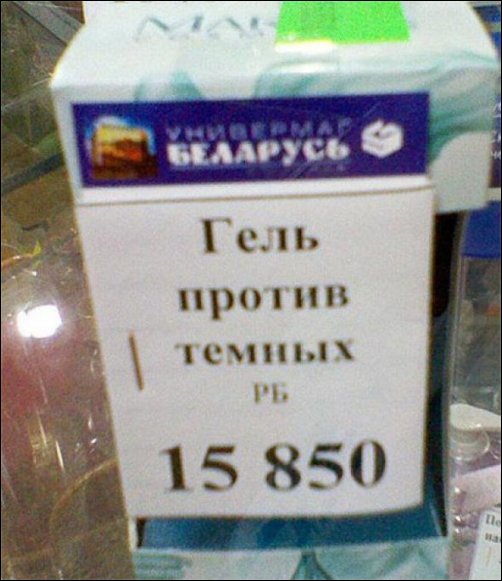 УНИВЕРМАГ
БЕЛАРУСЬ
Гель
против
темных
РБ
15 850